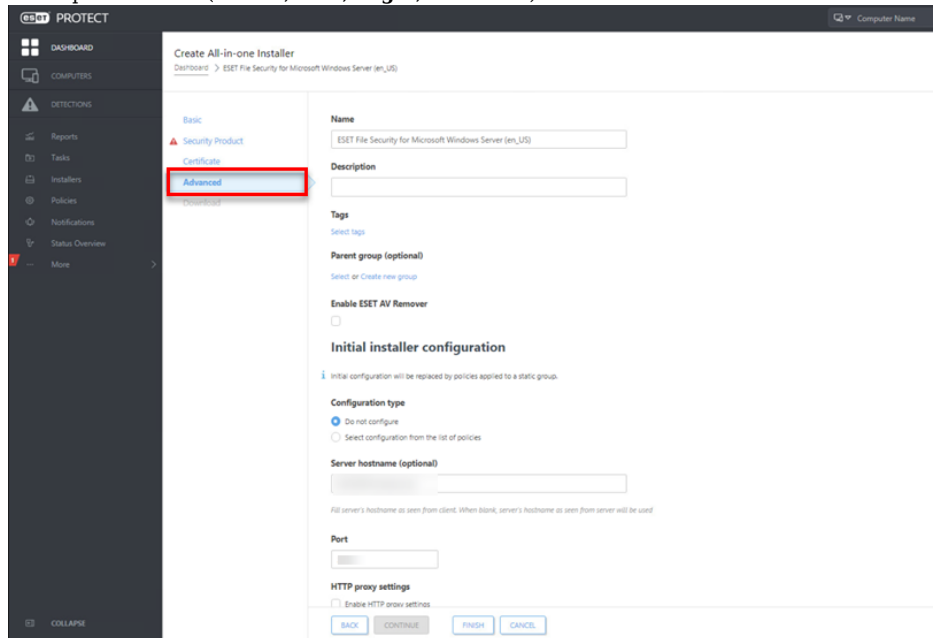 eset PROTECT
Computer Name
DASHBOARD
COMPUTERS
DETECTIONS
Reports
Tasks
Installers
Policies
Notifications
Status Overview
More
COLLAPSE
Create All-in-one Installer
Dashboard > ESET File Security for Microsoft Windows Server (en_US)
Basic
Security Product
Certificate
Advanced
Download
Name
ESET File Security for Microsoft Windows Server (en_US)
Description
Tags
Select tags
Parent group (optional)
Select or Create new group
Enable ESET AV Remover
Initial installer configuration
Initial configuration will be replaced by policies applied to a static group.
Configuration type
Do not configure
Select configuration from the list of policies
Server hostname (optional)
Fill server's hostname as seen from client. When blank, server's hostname as seen from server will be used
Port
HTTP proxy settings
Enable HTTP proxy settings
BACK CONTINUE FINISH CANCEL